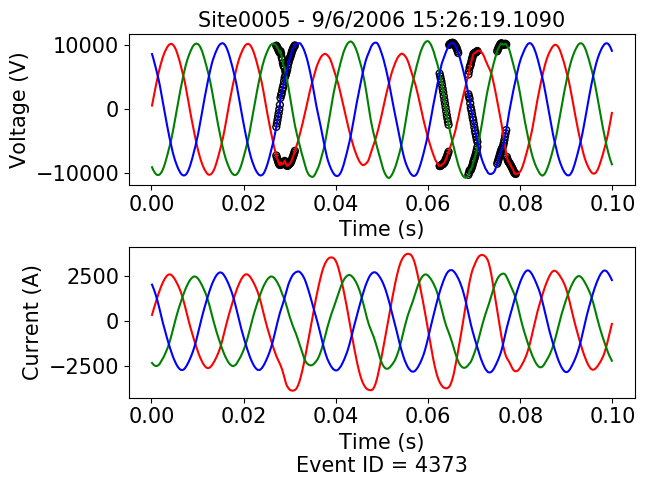 Site0005 - 9/6/2006 15:26:19.1090
Voltage (V)
10000
0
−10000
0.00 0.02 0.04 0.06 0.08 0.10
Time (s)
Current (A)
2500
0
−2500
0.00 0.02 0.04 0.06 0.08 0.10
Time (s)
Event ID = 4373